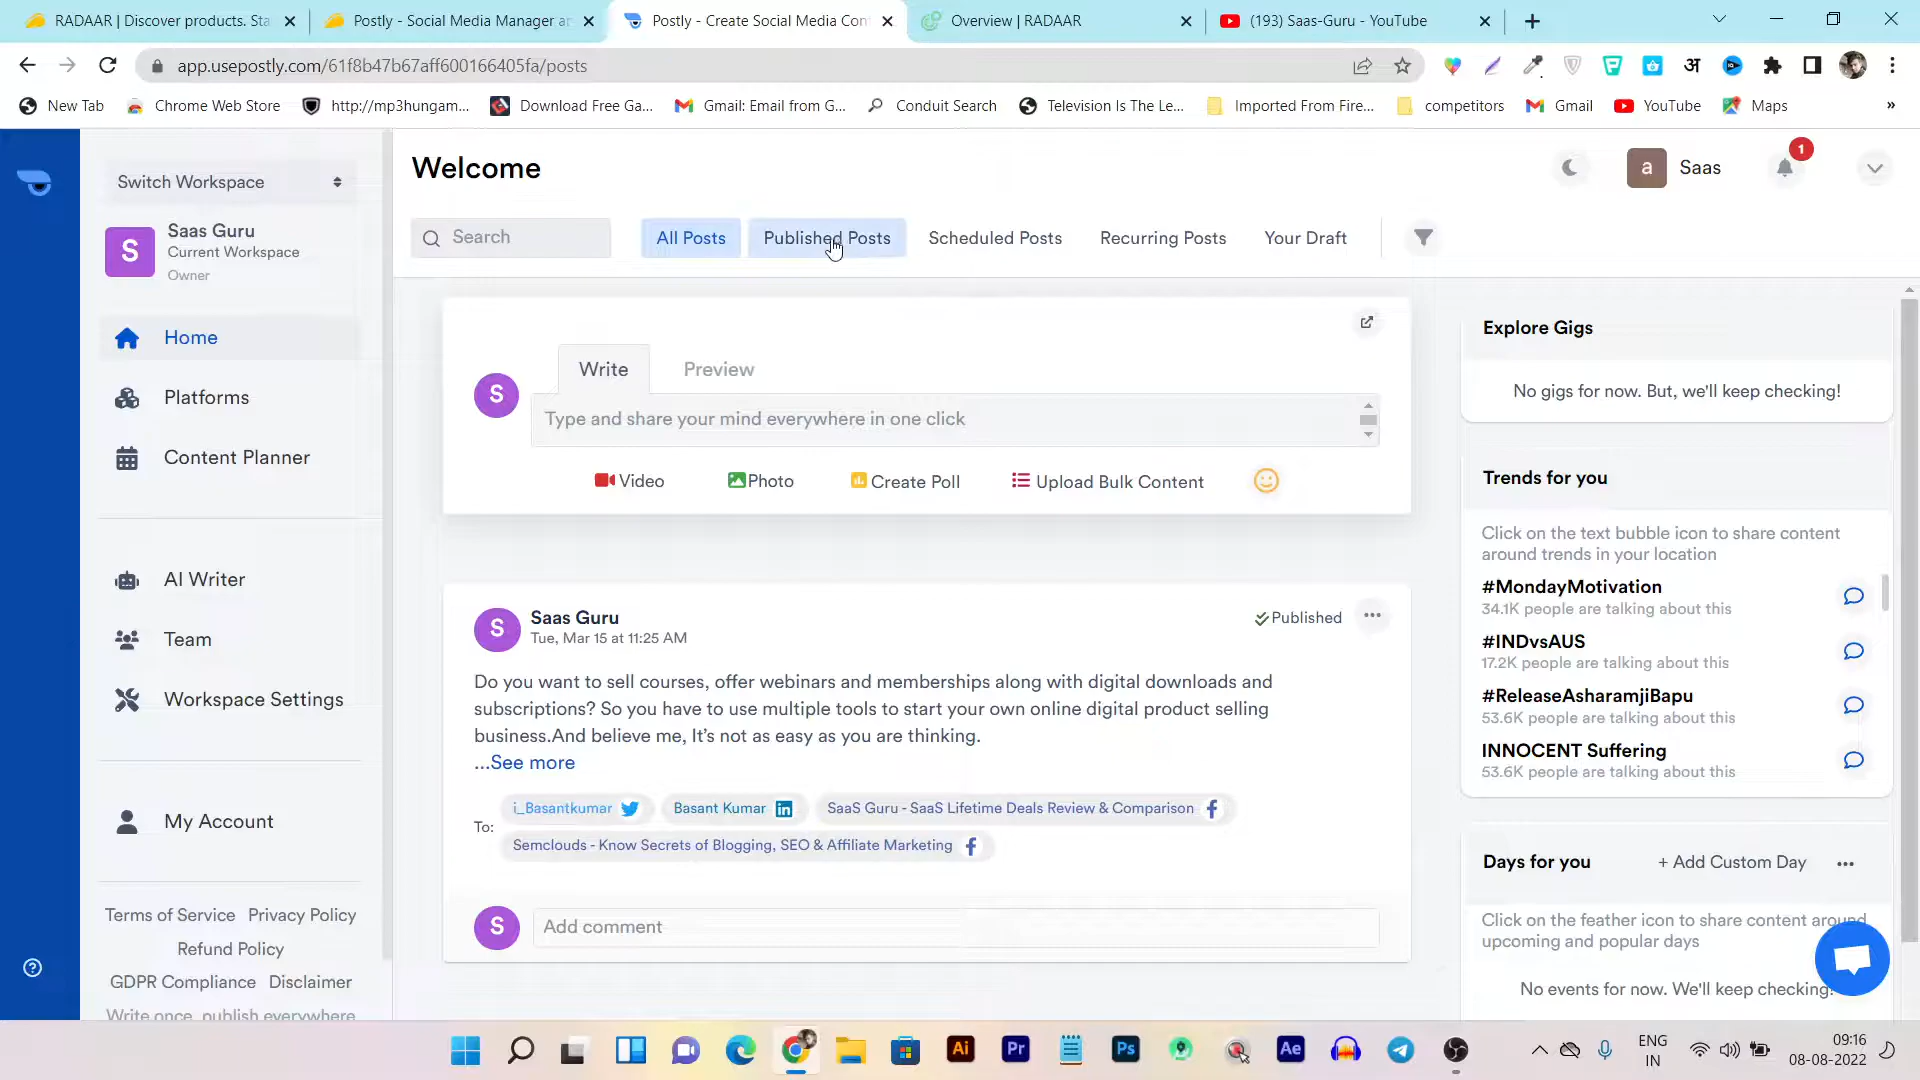 RADAAR | Discover products. Sta
Postly - Social Media Manager an
Postly - Create Social Media Con
Overview | RADAAR
(193) Saas-Guru - YouTube
app.usepostly.com/61f8b47b67aff600166405fa/posts
New Tab
Chrome Web Store
http://mp3hungam...
Download Free Ga...
Gmail: Email from G...
Conduit Search
Television Is The Le...
Imported From Fire...
competitors
Gmail
YouTube
Maps
»
Switch Workspace
S
Saas Guru
Current Workspace
Owner
Home
Platforms
Content Planner
AI Writer
Team
Workspace Settings
My Account
Terms of Service Privacy Policy
Refund Policy
GDPR Compliance Disclaimer
Write once, publish everywhere
Welcome
a
Saas
1
Search
All Posts
Published Posts
Scheduled Posts
Recurring Posts
Your Draft
Write
Preview
S
Type and share your mind everywhere in one click
Video
Photo
Create Poll
Upload Bulk Content
S
Saas Guru
Tue, Mar 15 at 11:25 AM
Published
Do you want to sell courses, offer webinars and memberships along with digital downloads and
subscriptions? So you have to use multiple tools to start your own online digital product selling
business.And believe me, It's not as easy as you are thinking.
...See more
To:
i_Basantkumar
Basant Kumar
SaaS Guru - SaaS Lifetime Deals Review & Comparison
Semclouds - Know Secrets of Blogging, SEO & Affiliate Marketing
S
Add comment
Explore Gigs
No gigs for now. But, we'll keep checking!
Trends for you
Click on the text bubble icon to share content
around trends in your location
#MondayMotivation
34.1K people are talking about this
#INDvsAUS
17.2K people are talking about this
#ReleaseAsharamjiBapu
53.6K people are talking about this
INNOCENT Suffering
53.6K people are talking about this
Days for you
+ Add Custom Day
Click on the feather icon to share content around
upcoming and popular days
No events for now. We'll keep checking!
Ai
Pr
Ps
Ae
ENG
IN
09:16
08-08-2022